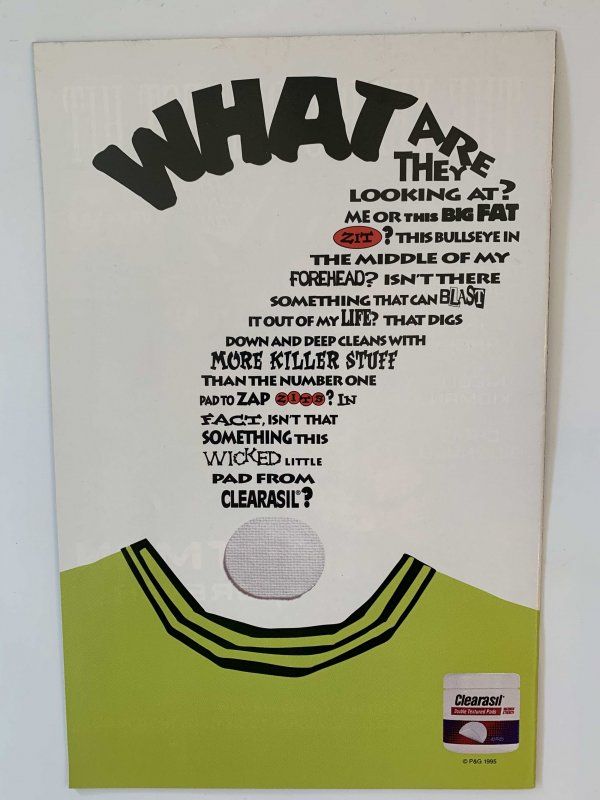 WHAT ARE
THEY
LOOKING AT?
ME OR THIS BIG FAT
ZIT? THIS BULLSEYE IN
THE MIDDLE OF MY
FOREHEAD? ISN'T THERE
SOMETHING THAT CAN BLAST
IT OUT OF MY LIFE? THAT DIGS
DOWN AND DEEP CLEANS WITH
MORE KILLER STUFF
THAN THE NUMBER ONE
PAD TO ZAP ZITS? IN
FACT, ISN'T THAT
SOMETHING THIS
WICKED LITTLE
PAD FROM
CLEARASIL®?
Clearasil
Double Textured Pads
© P&G 1995